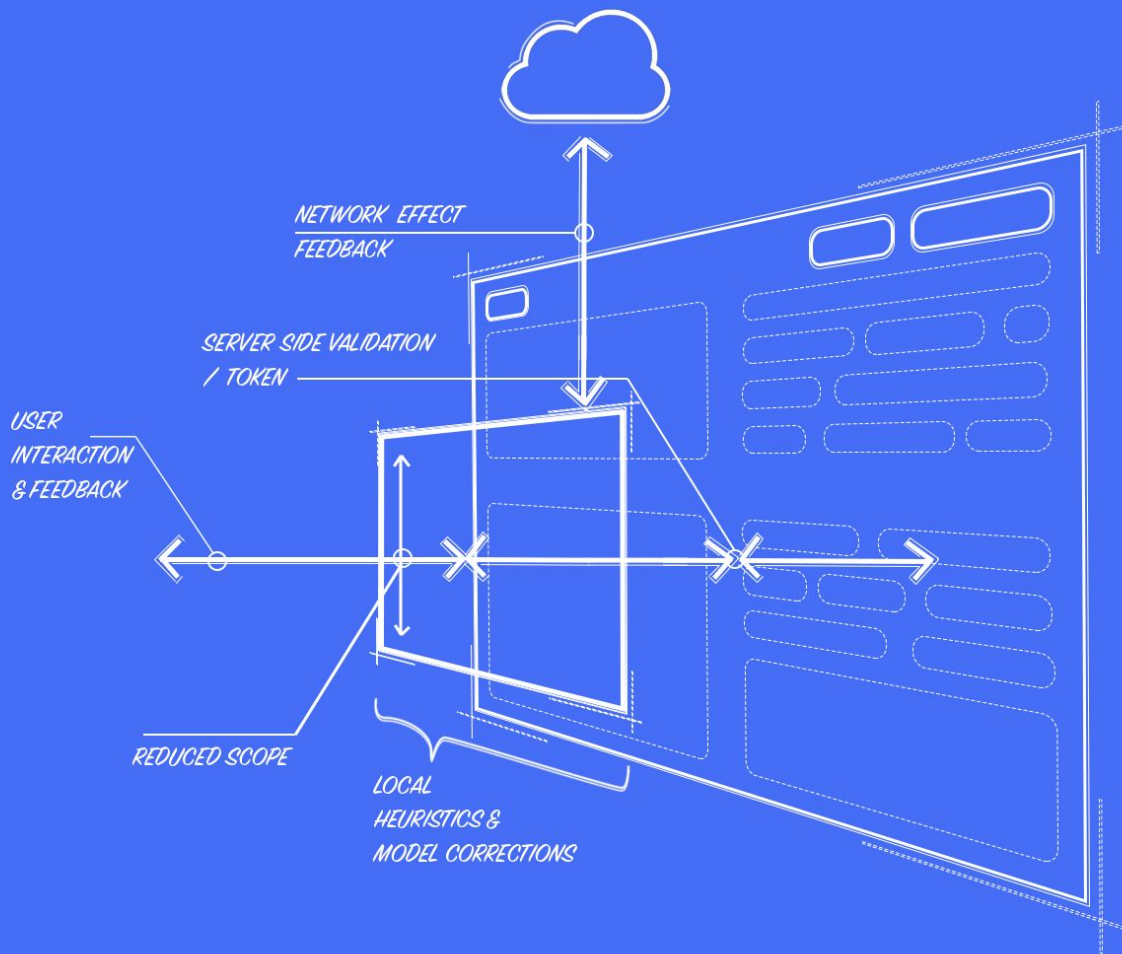 NETWORK EFFECT
FEEDBACK
SERVER SIDE VALIDATION
/ TOKEN
USER
INTERACTION
& FEEDBACK
REDUCED SCOPE
LOCAL
HEURISTICS &
MODEL CORRECTIONS